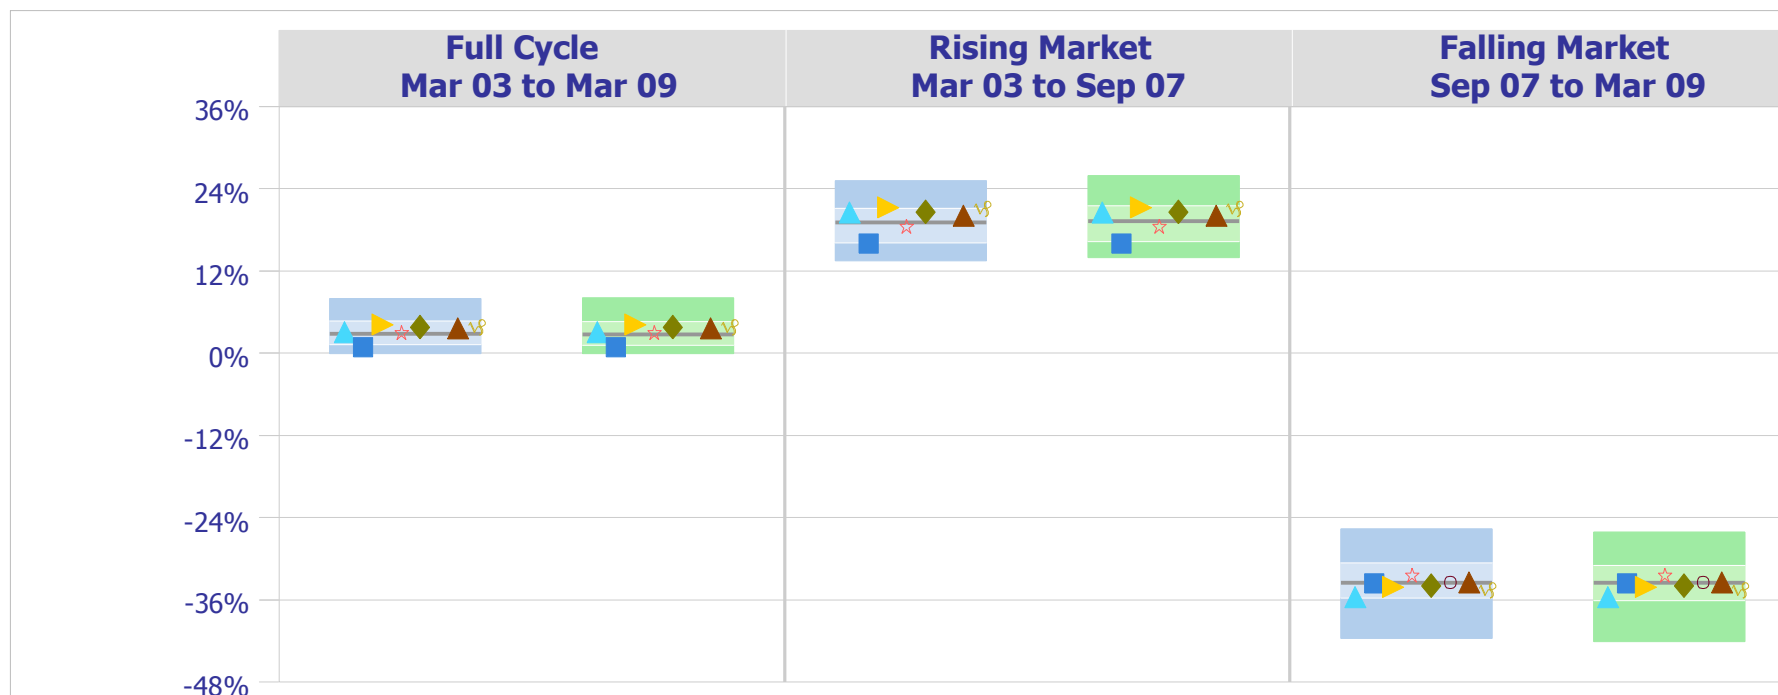 Full Cycle
Mar 03 to Mar 09
Rising Market
Mar 03 to Sep 07
Falling Market
Sep 07 to Mar 09
36%
24%
12%
0%
-12%
-24%
-36%
-48%